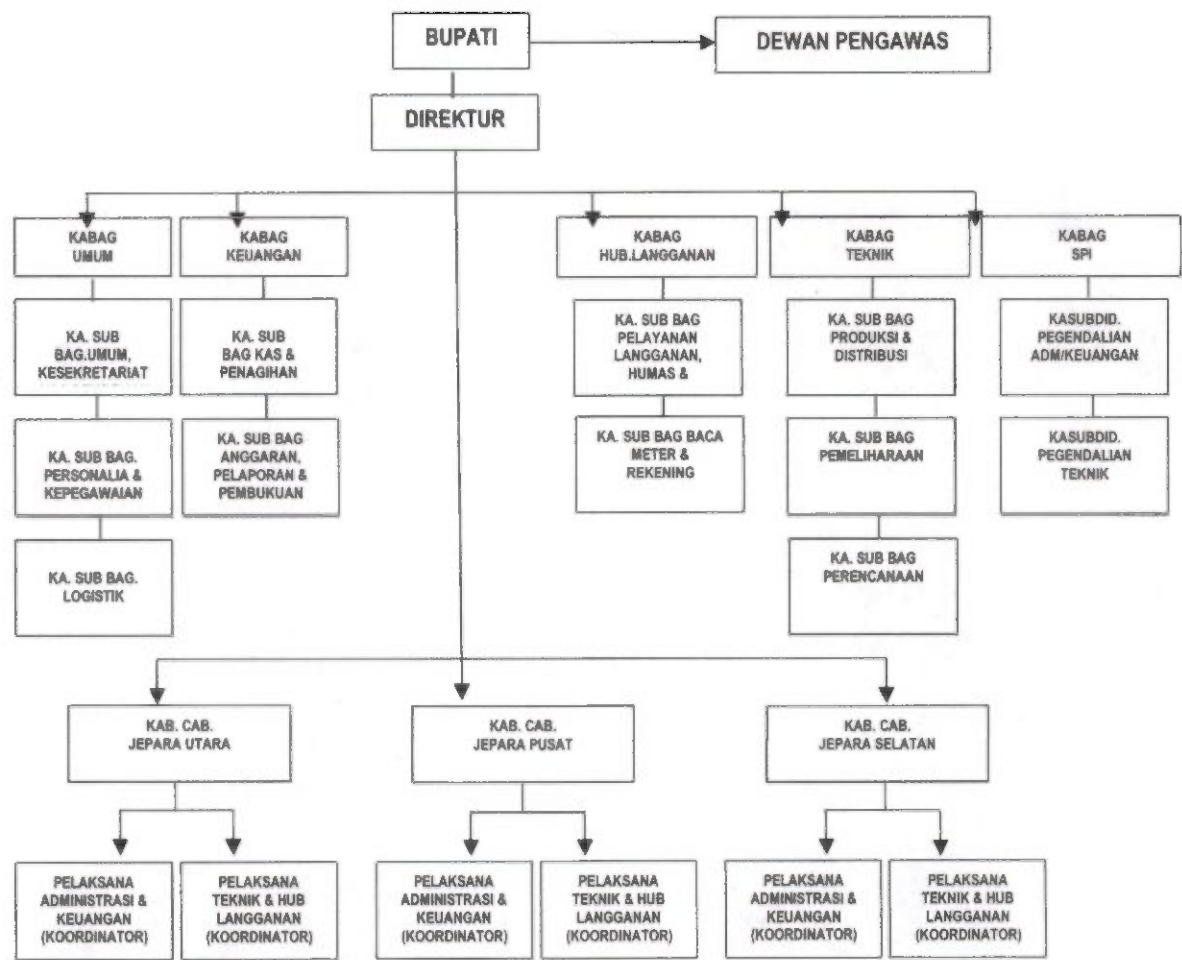 BUPATI
DEWAN PENGAWAS
DIREKTUR
KABAG
UMUM
KABAG
KEUANGAN
KABAG
HUB.LANGGANAN
KABAG
TEKNIK
KABAG
SPI
KA. SUB
BAG.UMUM,
KESEKRETARIAT
KA. SUB
BAG KAS &
PENAGIHAN
KA. SUB BAG
PELAYANAN
LANGGANAN,
HUMAS &
KA. SUB BAG
PRODUKSI &
DISTRIBUSI
KASUBDID.
PEGENDALIAN
ADM/KEUANGAN
KA. SUB BAG.
PERSONALIA &
KEPEGAWAIAN
KA. SUB BAG
ANGGARAN,
PELAPORAN &
PEMBUKUAN
KA. SUB BAG BACA
METER &
REKENING
KA. SUB BAG
PEMELIHARAAN
KASUBDID.
PEGENDALIAN
TEKNIK
KA. SUB BAG.
LOGISTIK
KA. SUB BAG
PERENCANAAN
KAB. CAB.
JEPARA UTARA
KAB. CAB.
JEPARA PUSAT
KAB. CAB.
JEPARA SELATAN
PELAKSANA
ADMINISTRASI &
KEUANGAN
(KOORDINATOR)
PELAKSANA
TEKNIK & HUB
LANGGANAN
(KOORDINATOR)
PELAKSANA
ADMINISTRASI &
KEUANGAN
(KOORDINATOR)
PELAKSANA
TEKNIK & HUB
LANGGANAN
(KOORDINATOR)
PELAKSANA
ADMINISTRASI &
KEUANGAN
(KOORDINATOR)
PELAKSANA
TEKNIK & HUB
LANGGANAN
(KOORDINATOR)